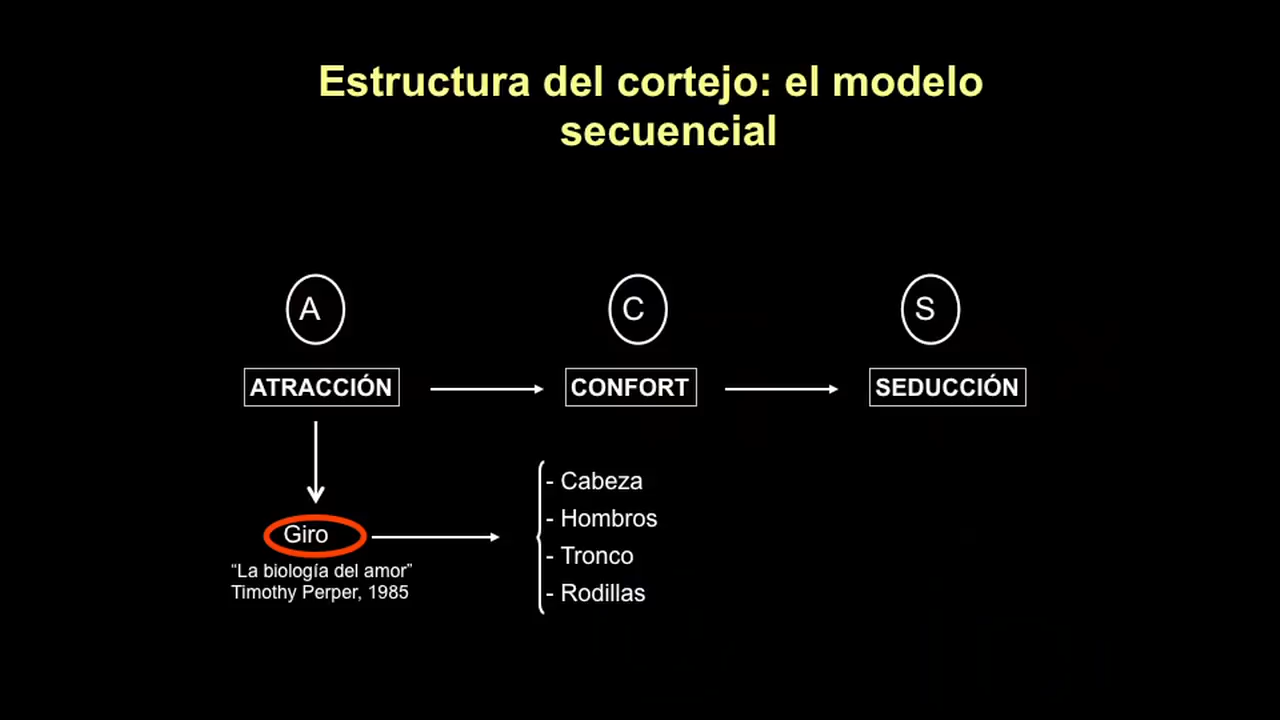 Estructura del cortejo: el modelo
secuencial
A
C
S
ATRACCIÓN
CONFORT
SEDUCCIÓN
Giro
“La biología del amor”
Timothy Perper, 1985
- Cabeza
- Hombros
- Tronco
- Rodillas